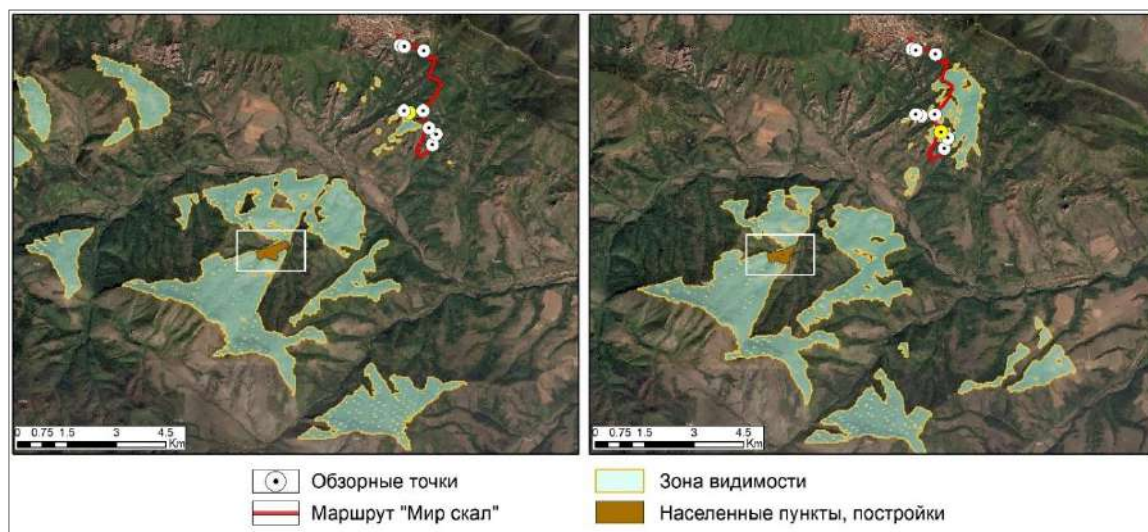 0 0.75 1.5 3 4.5
Km
0 0.75 1.5 3 4.5
Km
Обзорные точки
Зона видимости
Маршрут "Мир скал"
Населенные пункты, постройки